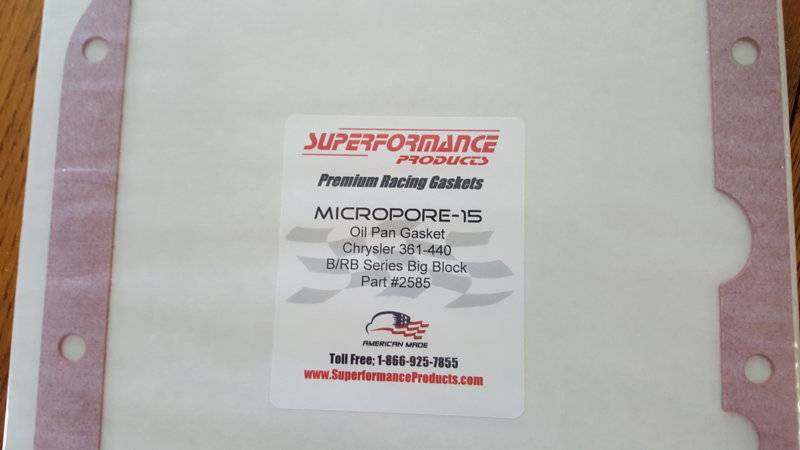 SUPERFORMANCE
PRODUCTS
Premium Racing Gaskets
MICROPORE-15
Oil Pan Gasket
Chrysler 361-440
B/RB Series Big Block
Part #2585
AMERICAN MADE
Toll Free; 1-866-925-7855
www.SuperformanceProducts.com